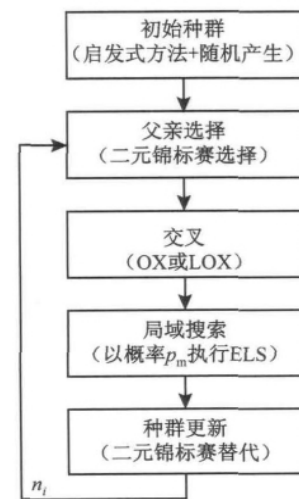 初始种群
(启发式方法+随机产生)
父亲选择
(二元锦标赛选择)
交叉
(OX或LOX)
局域搜索
(以概率pm执行ELS)
种群更新
(二元锦标赛替代)
ni